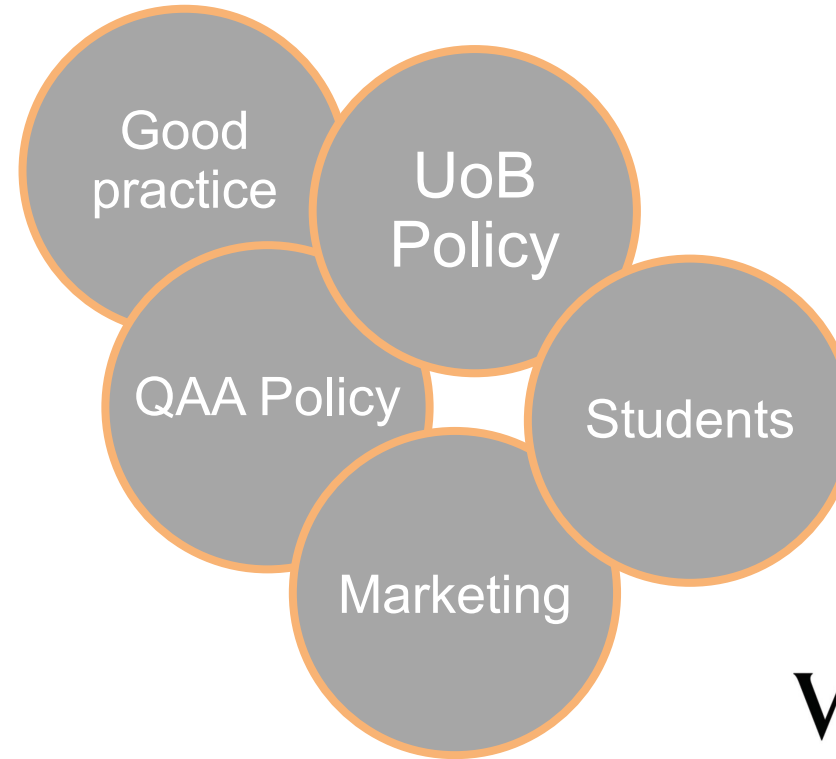 Good
practice
UoB
Policy
QAA Policy
Students
Marketing